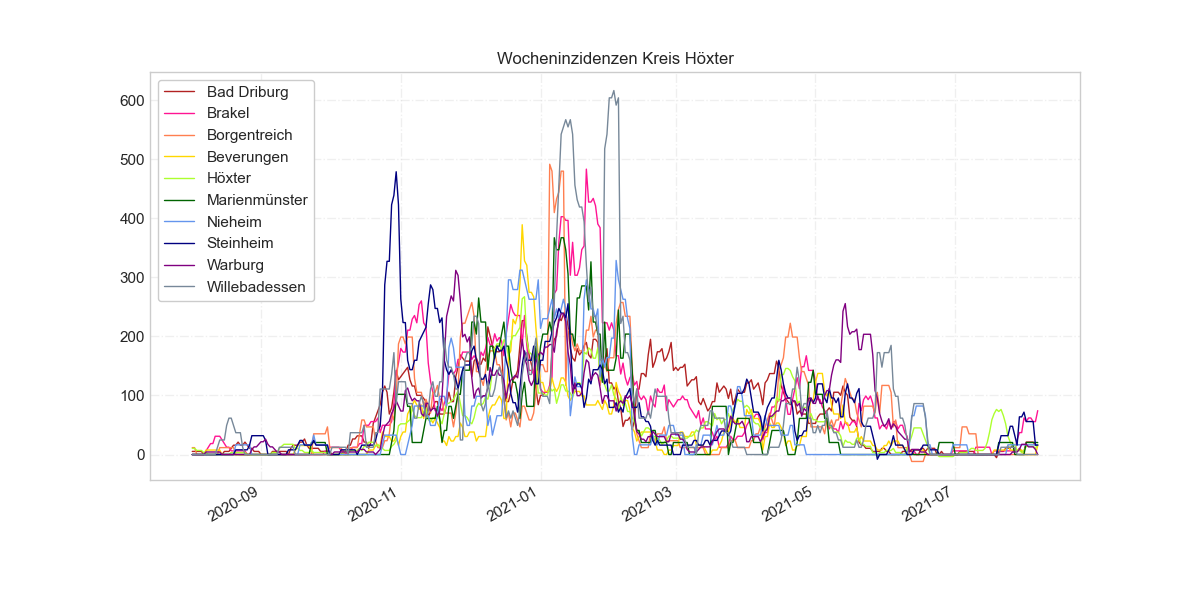 Wocheninzidenzen Kreis Höxter
600
500
400
300
200
100
0
Bad Driburg
Brakel
Borgentreich
Beverungen
Höxter
Marienmünster
Nieheim
Steinheim
Warburg
Willebadessen
2020-09
2020-11
2021-01
2021-03
2021-05
2021-07